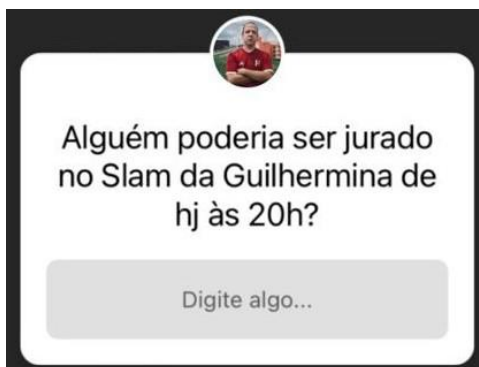 Alguém poderia ser jurado
no Slam da Guilhermina de
hj às 20h?
Digite algo...